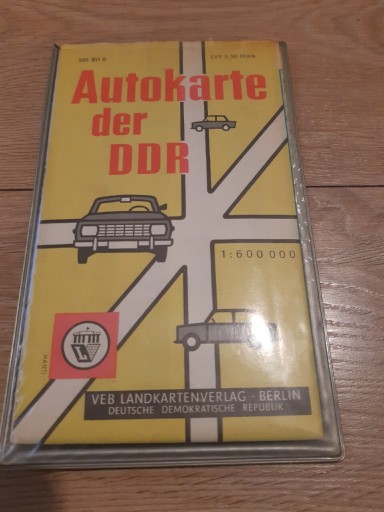 Autokarte
der
DDR
1:600 000
VEB LANDKARTENVERLAG · BERLIN
DEUTSCHE DEMOKRATISCHE REPUBLIK